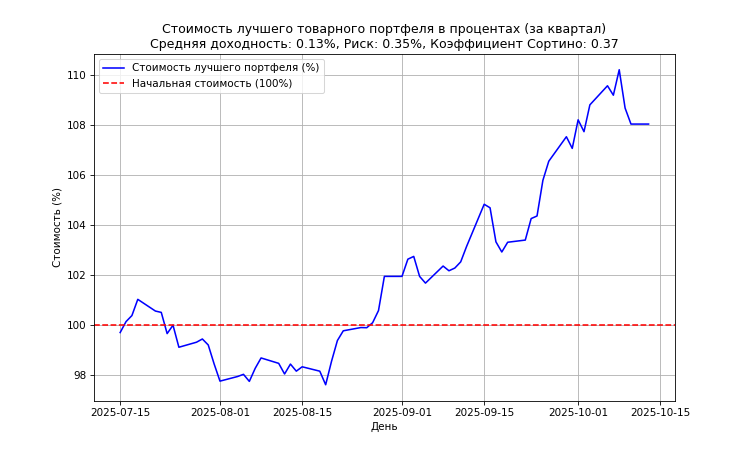 Стоимость лучшего товарного портфеля в процентах (за квартал)
Средняя доходность: 0.13%, Риск: 0.35%, Коэффициент Сортино: 0.37
Стоимость лучшего портфеля (%)
Начальная стоимость (100%)
Стоимость (%)
110
108
106
104
102
100
98
2025-07-15
2025-08-01
2025-08-15
2025-09-01
2025-09-15
2025-10-01
2025-10-15
День